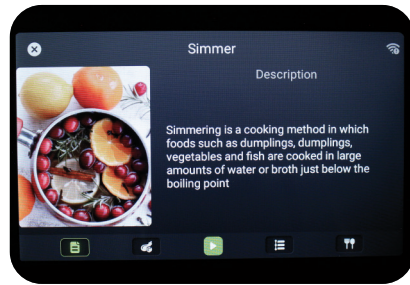 Simmer
Description
Simmering is a cooking method in which
foods such as dumplings, dumplings,
vegetables and fish are cooked in large
amounts of water or broth just below the
boiling point